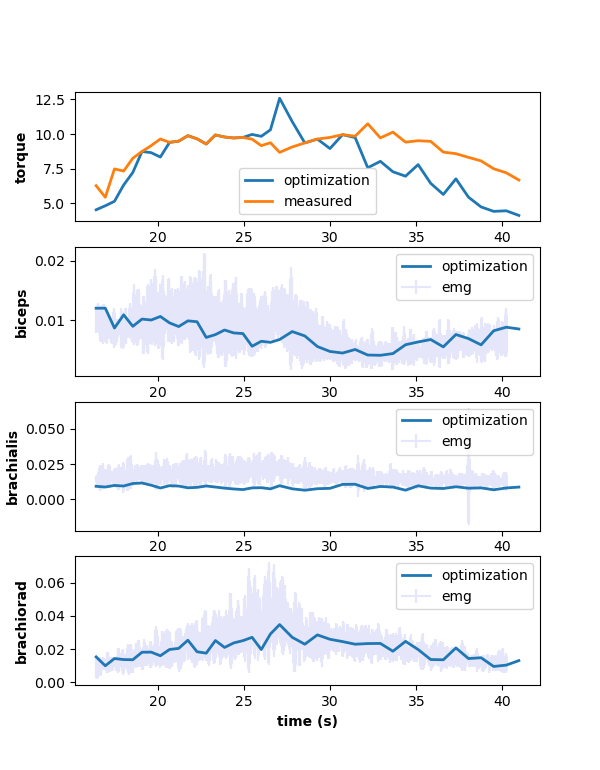 12.5
10.0
7.5
5.0
torque
optimization
measured
20 25 30 35 40
0.02
0.01
biceps
optimization
emg
20 25 30 35 40
0.050
0.025
0.000
brachialis
optimization
emg
20 25 30 35 40
0.06
0.04
0.02
0.00
brachiorad
optimization
emg
20 25 30 35 40
time (s)